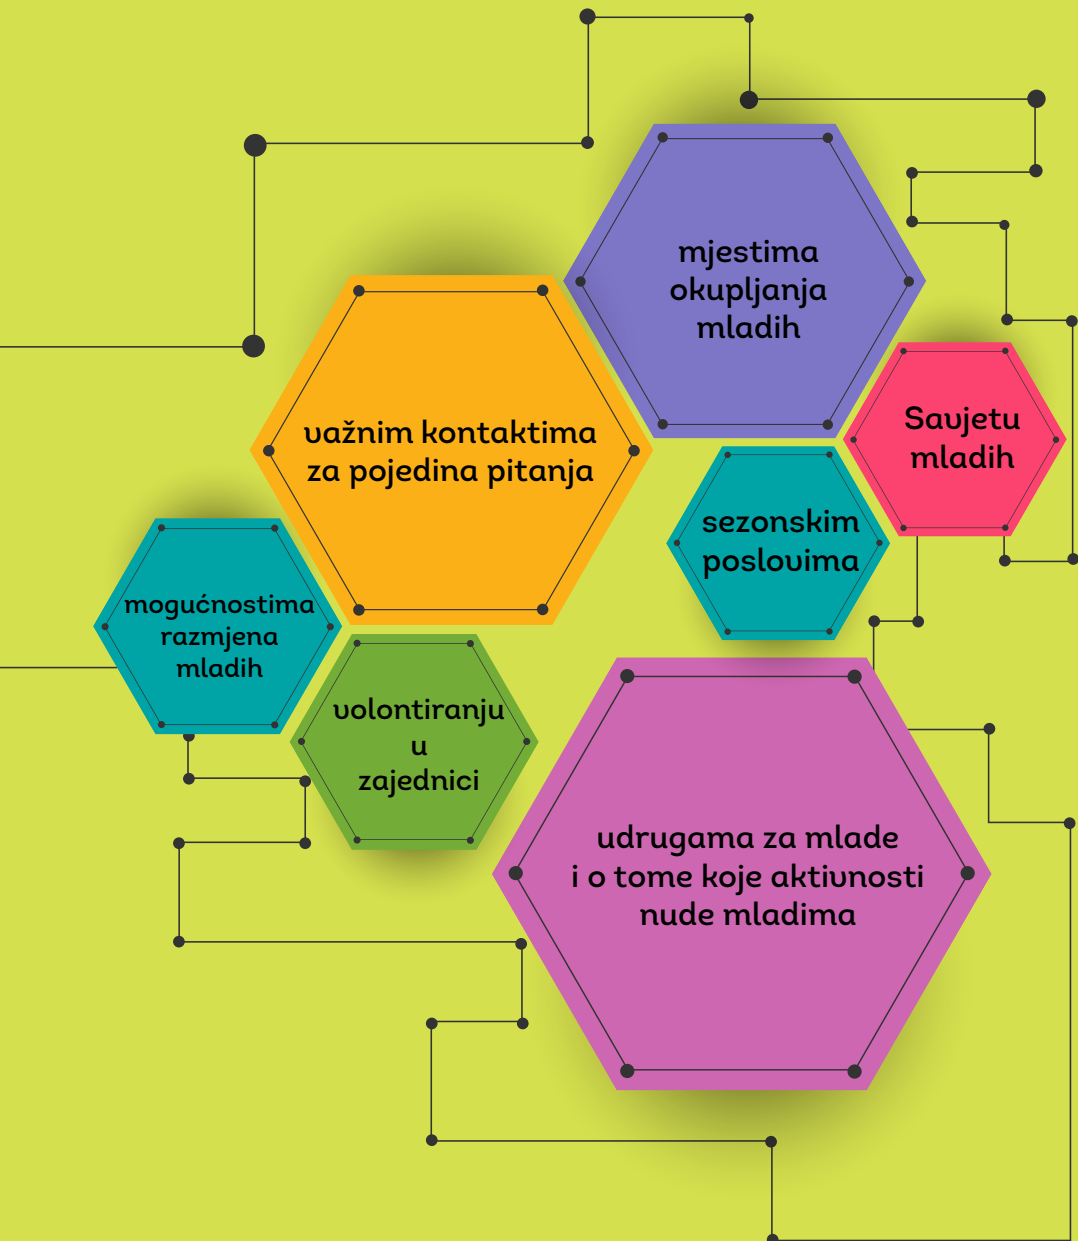 mjestima
okupljanja
mladih
važnim kontaktima
za pojedina pitanja
Savjetu
mladih
sezonskim
poslovima
mogućnostima
razmjena
mladih
volontiranju
u
zajednici
udrugama za mlade
i o tome koje aktivnosti
nude mladima